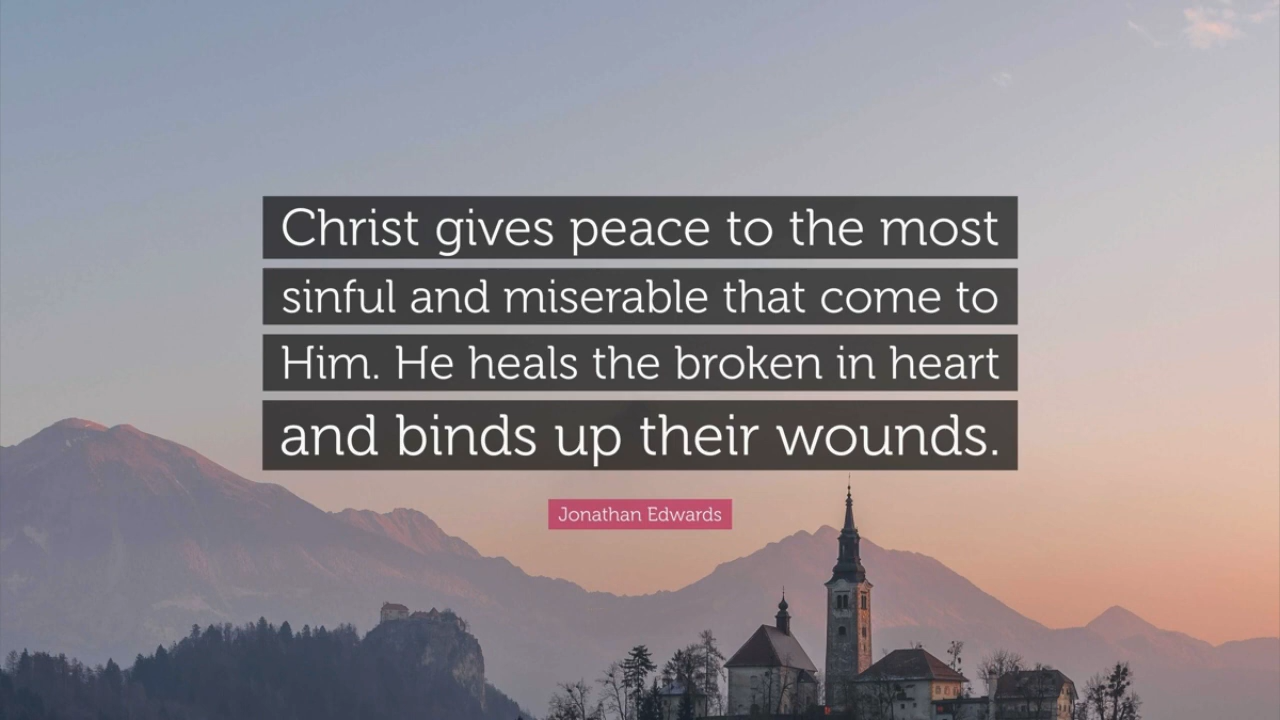 Christ gives peace to the most
sinful and miserable that come to
Him. He heals the broken in heart
and binds up their wounds.
Jonathan Edwards